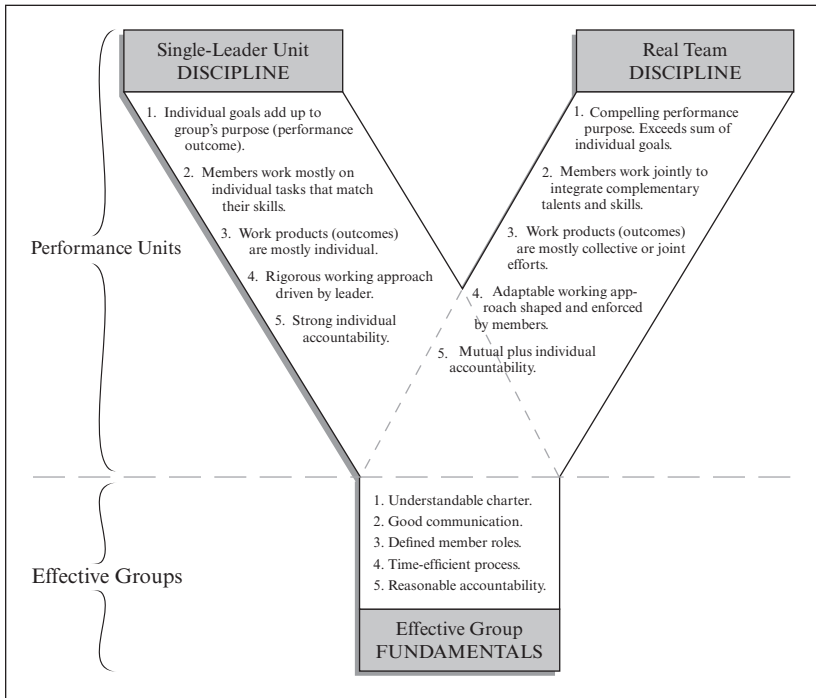 Single-Leader Unit
DISCIPLINE
1. Individual goals add up to
group's purpose (performance
outcome).
2. Members work mostly on
individual tasks that match
their skills.
3. Work products (outcomes)
are mostly individual.
4. Rigorous working approach
driven by leader.
5. Strong individual
accountability.
Real Team
DISCIPLINE
1. Compelling performance
purpose. Exceeds sum of
individual goals.
2. Members work jointly to
integrate complementary
talents and skills.
3. Work products (outcomes)
are mostly collective or joint
efforts.
4. Adaptable working app-
roach shaped and enforced
by members.
5. Mutual plus individual
accountability.
Performance Units
1. Understandable charter.
2. Good communication.
3. Defined member roles.
4. Time-efficient process.
5. Reasonable accountability.
Effective Groups
Effective Group
FUNDAMENTALS